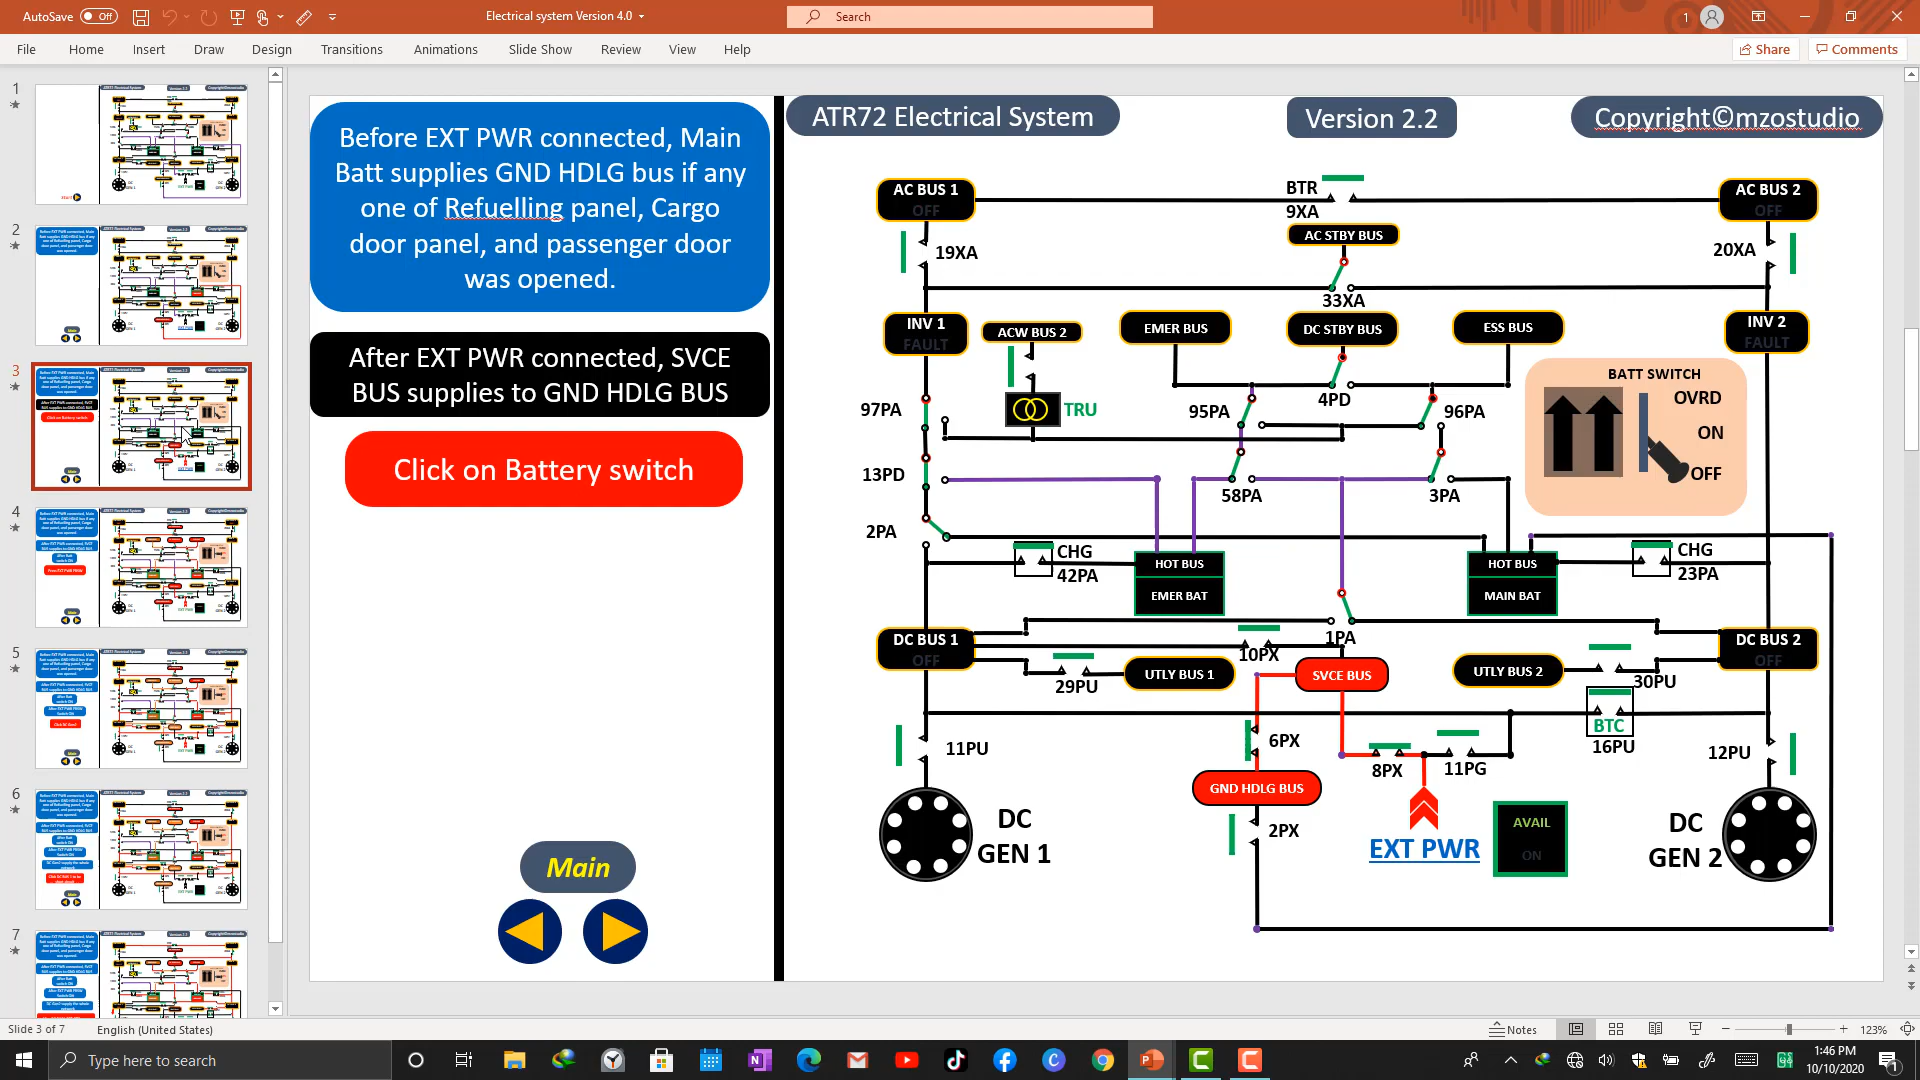 AutoSave Off
Electrical system Version 4.0
Search
1
File Home Insert Draw Design Transitions Animations Slide Show Review View Help
Share Comments
1
2
3
4
5
6
7
Before EXT PWR connected, Main
Batt supplies GND HDLG bus if any
one of Refuelling panel, Cargo
door panel, and passenger door
was opened.
After EXT PWR connected, SVCE
BUS supplies to GND HDLG BUS
Click on Battery switch
Main
ATR72 Electrical System
Version 2.2
Copyright©mzostudio
AC BUS 1
OFF
BTR
9XA
AC BUS 2
OFF
AC STBY BUS
19XA
20XA
33XA
INV 1
FAULT
ACW BUS 2
EMER BUS
DC STBY BUS
ESS BUS
INV 2
FAULT
BATT SWITCH
OVRD
ON
OFF
97PA
TRU
95PA
4PD
96PA
13PD
58PA
3PA
2PA
CHG
42PA
HOT BUS
EMER BAT
HOT BUS
MAIN BAT
CHG
23PA
DC BUS 1
OFF
10PX
1PA
DC BUS 2
OFF
29PU
UTLY BUS 1
SVCE BUS
UTLY BUS 2
30PU
BTC
16PU
11PU
6PX
8PX
11PG
12PU
GND HDLG BUS
2PX
DC
GEN 1
EXT PWR
AVAIL
ON
DC
GEN 2
Slide 3 of 7
English (United States)
Notes
123%
Type here to search
1:46 PM
10/10/2020
1